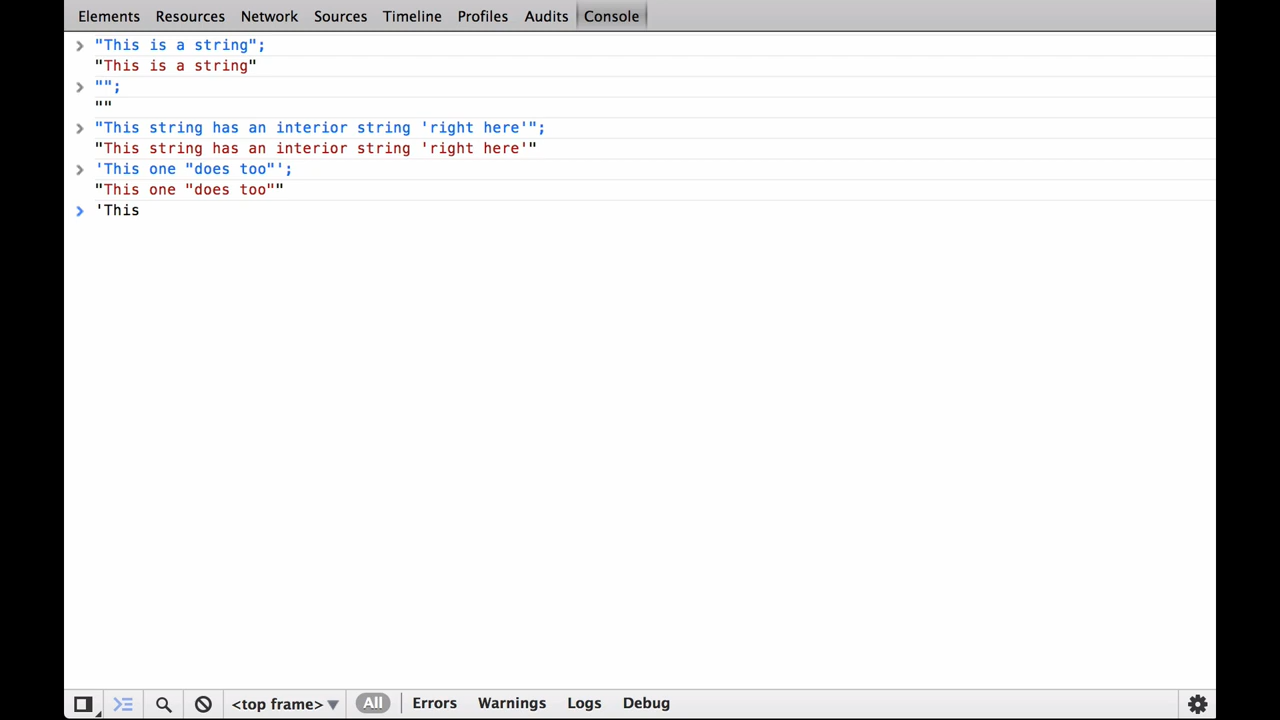 Elements Resources Network Sources Timeline Profiles Audits Console
"This is a string";
"This is a string"
"";
""
"This string has an interior string 'right here'";
"This string has an interior string 'right here'"
'This one "does too"';
"This one "does too""
'This
<top frame> All Errors Warnings Logs Debug